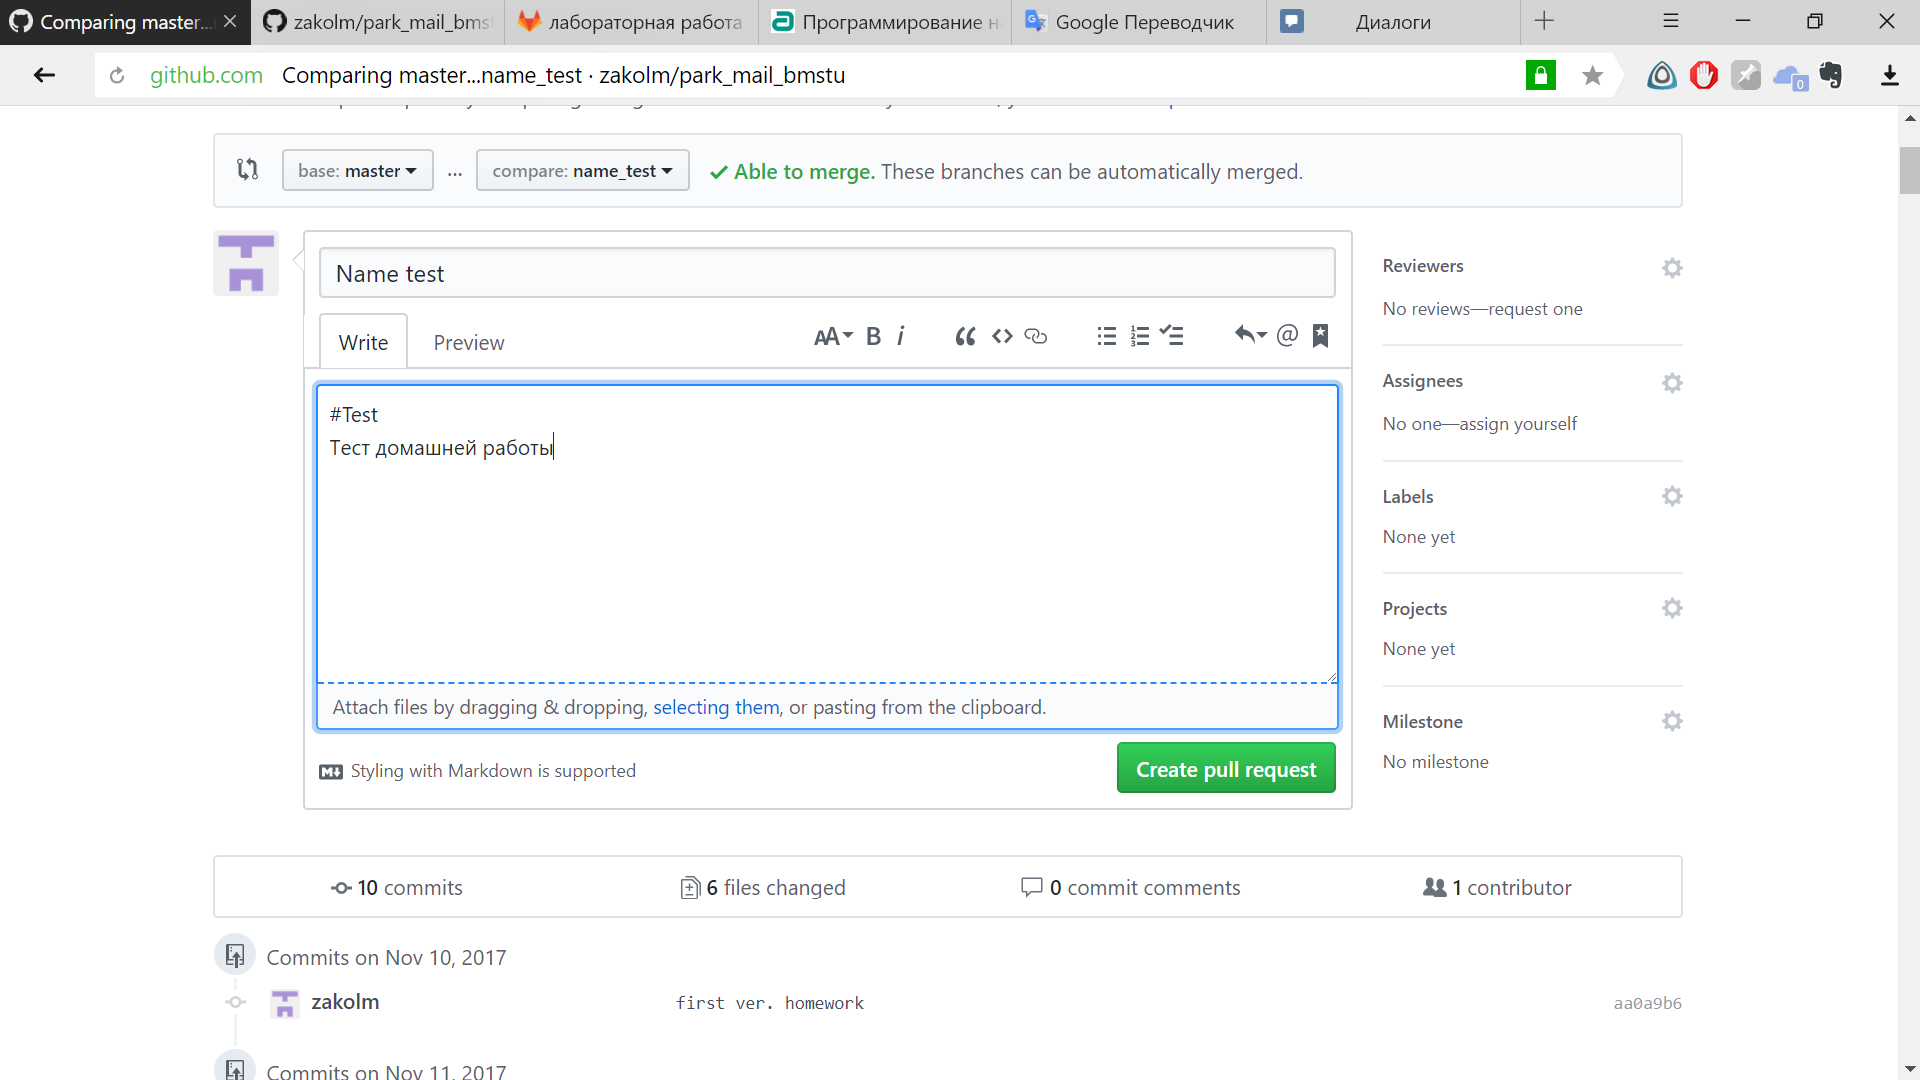 Comparing master...
zakolm/park_mail_bmst
лабораторная работа
Программирование н
Google Переводчик
Диалоги
github.com Comparing master...name_test · zakolm/park_mail_bmstu
0
base: master ... compare: name_test Able to merge. These branches can be automatically merged.
Name test
Write Preview
AA B i
#Test
Тест домашней работы
Attach files by dragging & dropping, selecting them, or pasting from the clipboard.
Styling with Markdown is supported
Create pull request
Reviewers
No reviews—request one
Assignees
No one—assign yourself
Labels
None yet
Projects
None yet
Milestone
No milestone
10 commits
6 files changed
0 commit comments
1 contributor
Commits on Nov 10, 2017
zakolm first ver. homework aa0a9b6
Commits on Nov 11, 2017